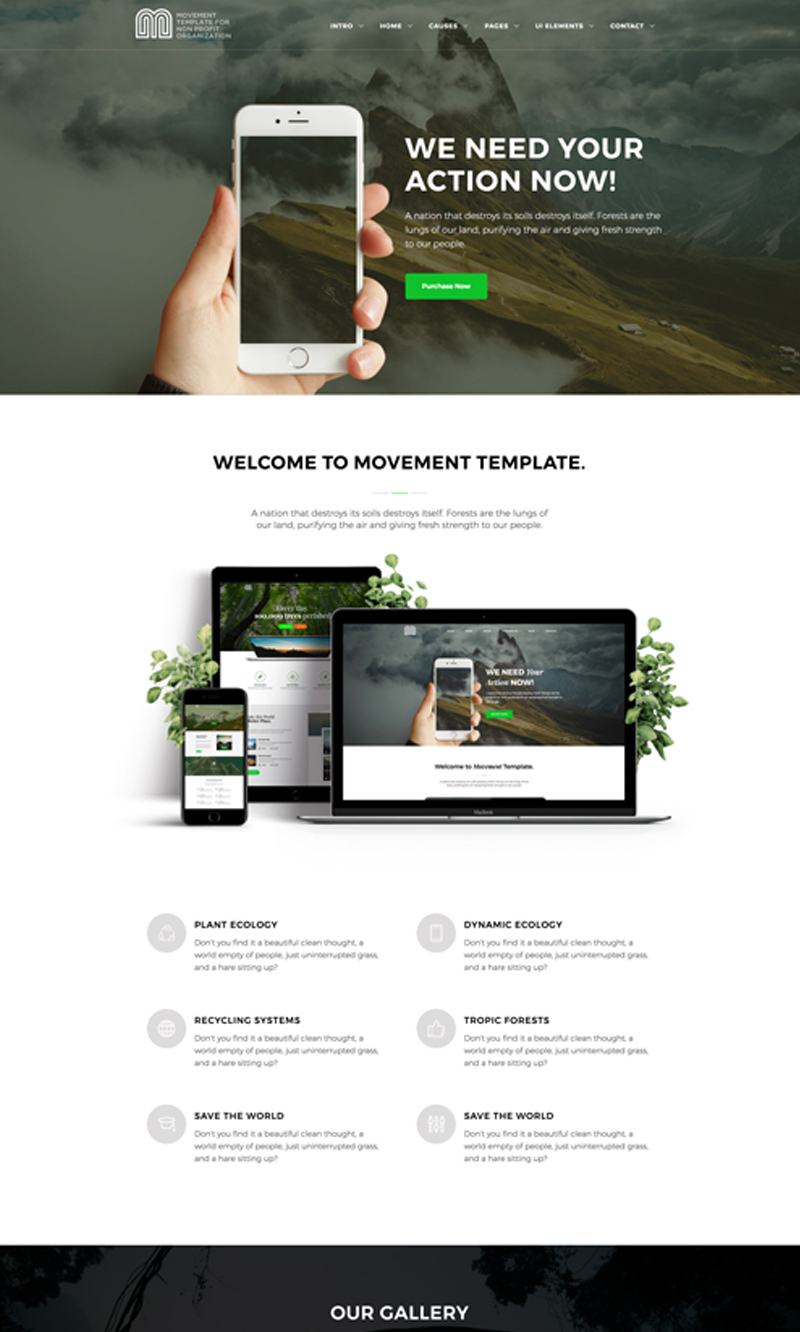 MOVEMENT
TEMPLATE FOR
NON PROFIT
ORGANIZATION
INTRO HOME CAUSES PAGES UI ELEMENTS CONTACT
WE NEED YOUR
ACTION NOW!
A nation that destroys its soils destroys itself. Forests are the
lungs of our land, purifying the air and giving fresh strength
to our people.
Purchase Now
WELCOME TO MOVEMENT TEMPLATE.
A nation that destroys its soils destroys itself. Forests are the lungs of
our land, purifying the air and giving fresh strength to our people.
Every day
100,000 trees perished
WE NEED Your
Action NOW!
Welcome to Movement Template.
MacBook
PLANT ECOLOGY
Don't you find it a beautiful clean thought, a
world empty of people, just uninterrupted grass,
and a hare sitting up?
DYNAMIC ECOLOGY
Don't you find it a beautiful clean thought, a
world empty of people, just uninterrupted grass,
and a hare sitting up?
RECYCLING SYSTEMS
Don't you find it a beautiful clean thought, a
world empty of people, just uninterrupted grass,
and a hare sitting up?
TROPIC FORESTS
Don't you find it a beautiful clean thought, a
world empty of people, just uninterrupted grass,
and a hare sitting up?
SAVE THE WORLD
Don't you find it a beautiful clean thought, a
world empty of people, just uninterrupted grass,
and a hare sitting up?
SAVE THE WORLD
Don't you find it a beautiful clean thought, a
world empty of people, just uninterrupted grass,
and a hare sitting up?
OUR GALLERY